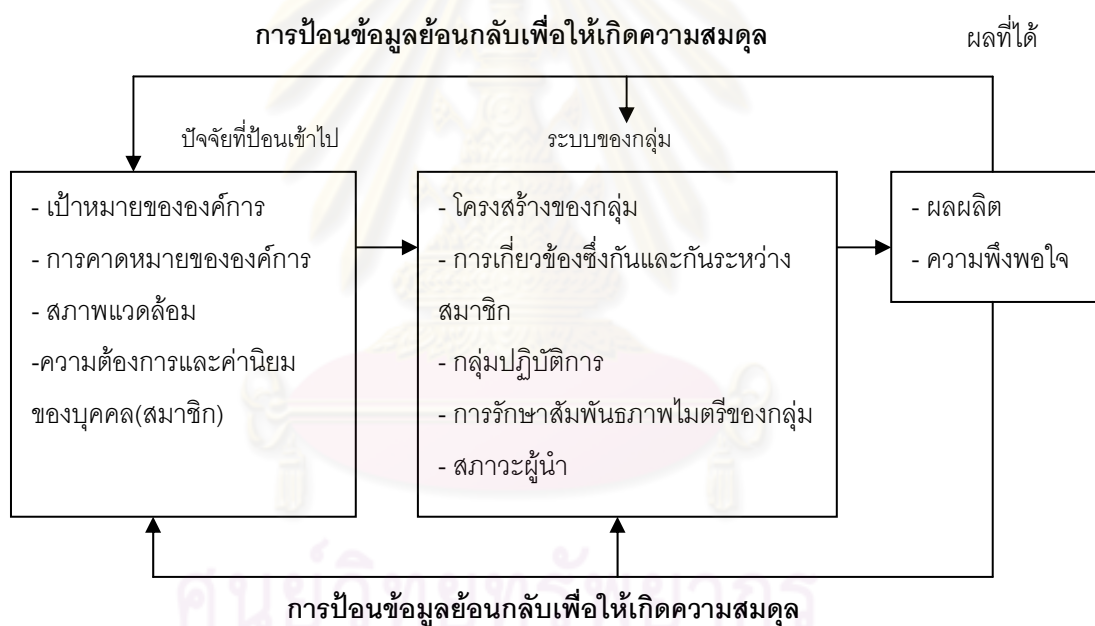 การป้อนข้อมูลย้อนกลับเพื่อให้เกิดความสมดุล
ผลที่ได้
ปัจจัยที่ป้อนเข้าไป
ระบบของกลุ่ม
- เป้าหมายขององค์การ
- การคาดหมายขององค์การ
- สภาพแวดล้อม
-ความต้องการและค่านิยม
ของบุคคล(สมาชิก)
- โครงสร้างของกลุ่ม
- การเกี่ยวข้องซึ่งกันและกันระหว่าง
สมาชิก
- กลุ่มปฏิบัติการ
- การรักษาสัมพันธภาพไมตรีของกลุ่ม
- สภาวะผู้นำ
- ผลผลิต
- ความพึงพอใจ
ศูนย์วิทยทรัพยากร
การป้อนข้อมูลย้อนกลับเพื่อให้เกิดความสมดุล